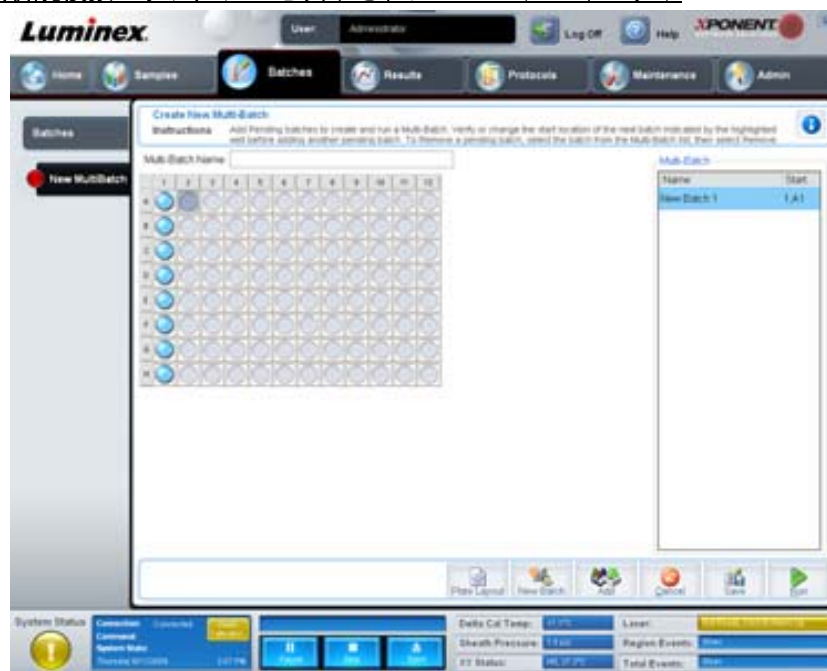 Luminex
User
Administrator
Log Off
Help
XPONENT
Home
Samples
Batches
Results
Protocols
Maintenance
Admin
Batches
New MultiBatch
Create New Multi-Batch
Instructions
Add Pending batches to create and run a Multi-Batch. Verify or change the start location of the new batch indicated by the highlighted
well before adding another pending batch. To Remove a pending batch, select the batch from the Multi-Batch list, then select Remove.
Multi-Batch Name
1 2 3 4 5 6 7 8 9 10 11 12
A
B
C
D
E
F
G
H
Multi-Batch
Name Start
New Batch 1 1,A1
Plate Layout
New Batch
Add
Cancel
Save
Run
System Status
Connection Connected
Command
System State
Delta Cal Temp:
Sheath Pressure:
XY Status:
Laser:
Region Events:
Total Events: